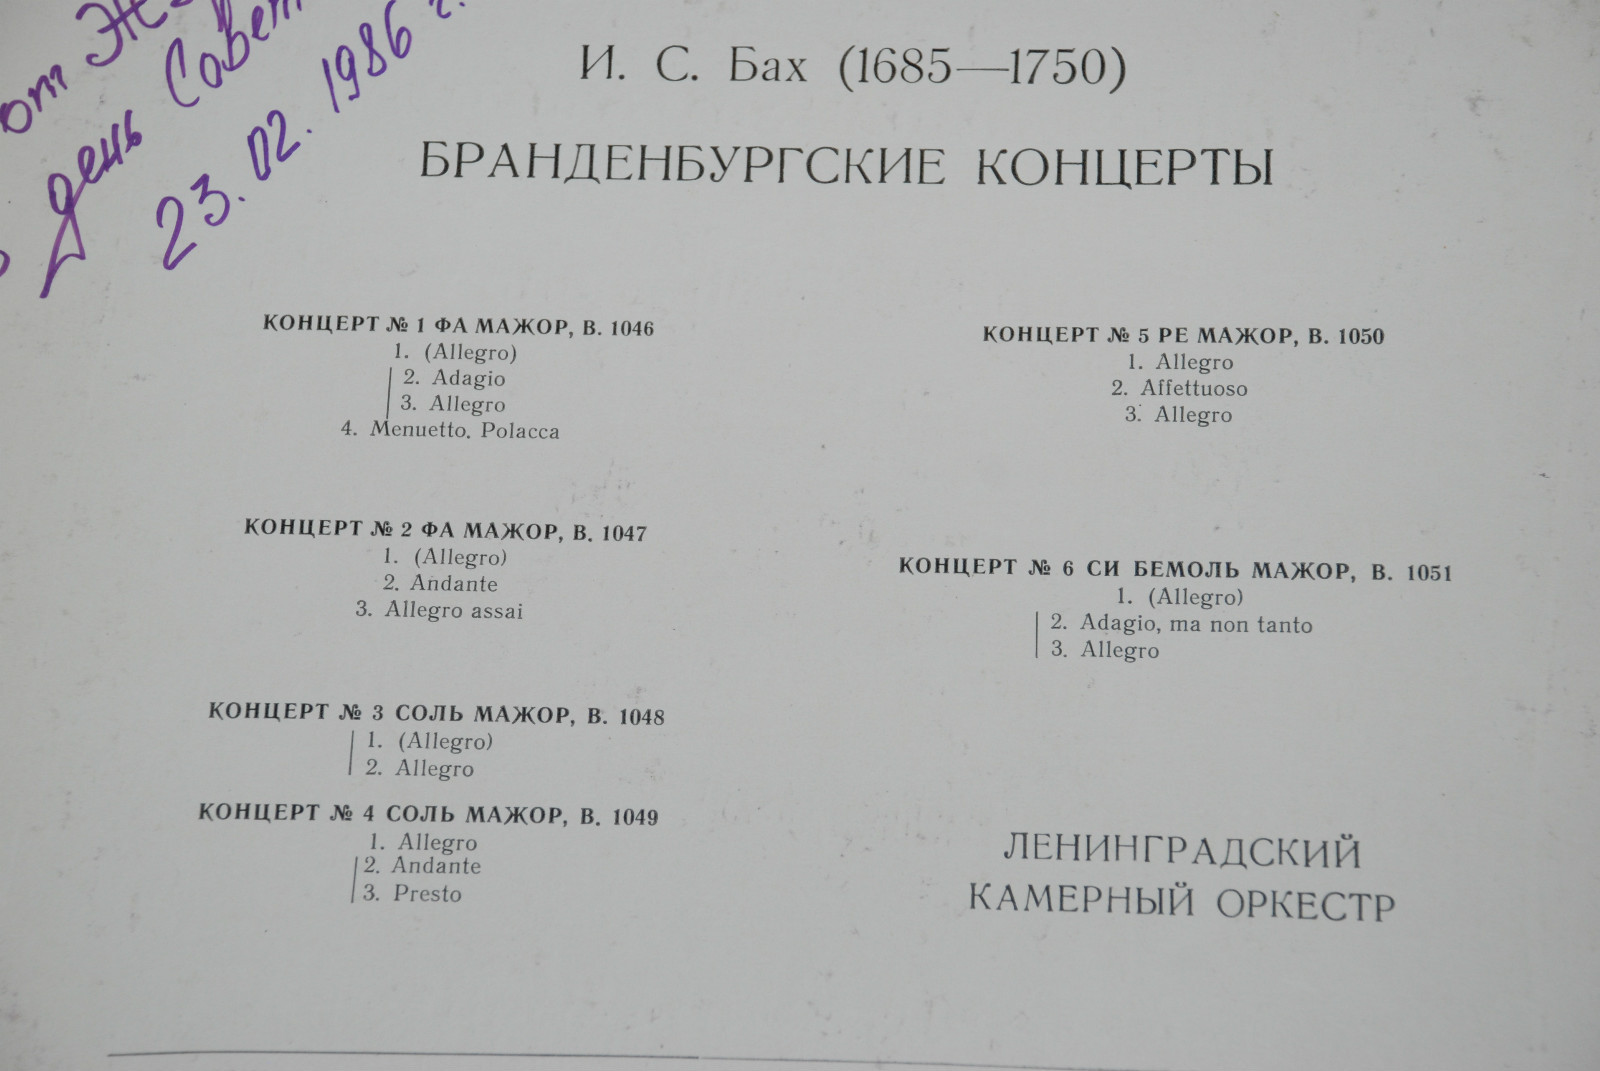 от
день
23. 02. 1986 г.
И. С. Бах (1685—1750)
БРАНДЕНБУРГСКИЕ КОНЦЕРТЫ
КОНЦЕРТ № 1 ФА МАЖОР, В. 1046
1. (Allegro)
2. Adagio
3. Allegro
4. Menuetto. Polacca
КОНЦЕРТ № 2 ФА МАЖОР, В. 1047
1. (Allegro)
2. Andante
3. Allegro assai
КОНЦЕРТ № 3 СОЛЬ МАЖОР, В. 1048
1. (Allegro)
2. Allegro
КОНЦЕРТ № 4 СОЛЬ МАЖОР, В. 1049
1. Allegro
2. Andante
3. Presto
КОНЦЕРТ № 5 РЕ МАЖОР, В. 1050
1. Allegro
2. Affettuoso
3. Allegro
КОНЦЕРТ № 6 СИ БЕМОЛЬ МАЖОР, В. 1051
1. (Allegro)
2. Adagio, ma non tanto
3. Allegro
ЛЕНИНГРАДСКИЙ
КАМЕРНЫЙ ОРКЕСТР